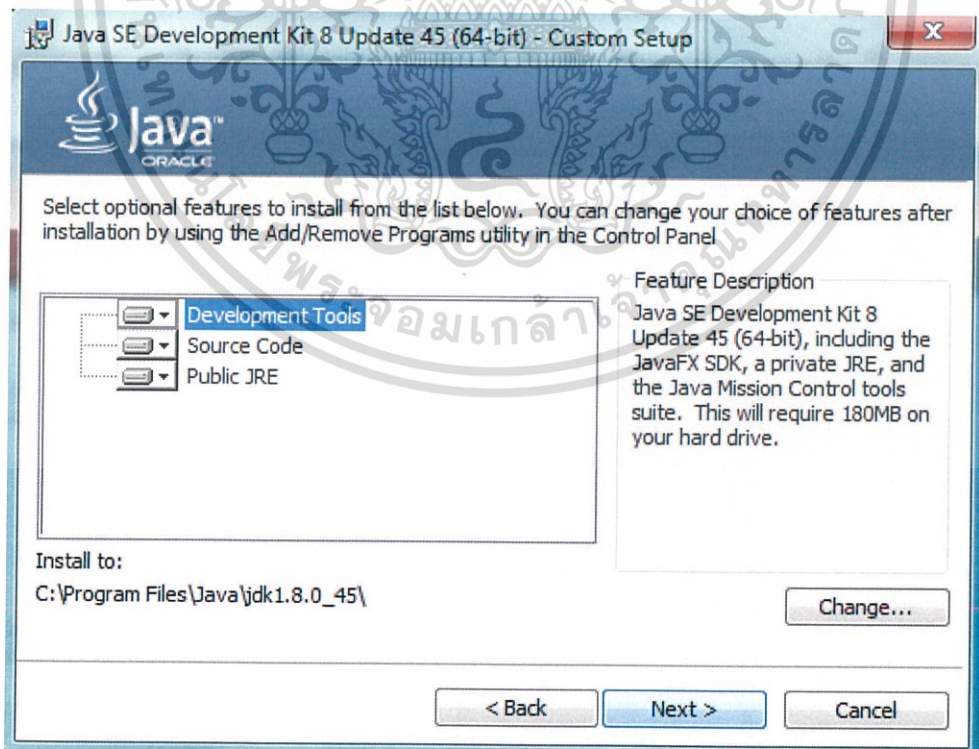 Java SE Development Kit 8 Update 45 (64-bit) - Custom Setup
X
Java™
ORACLE
Select optional features to install from the list below. You can change your choice of features after
installation by using the Add/Remove Programs utility in the Control Panel
Development Tools
Source Code
Public JRE
Feature Description
Java SE Development Kit 8
Update 45 (64-bit), including the
JavaFX SDK, a private JRE, and
the Java Mission Control tools
suite. This will require 180MB on
your hard drive.
Install to:
C:\Program Files\Java\jdk1.8.0_45\
Change...
< Back
Next >
Cancel